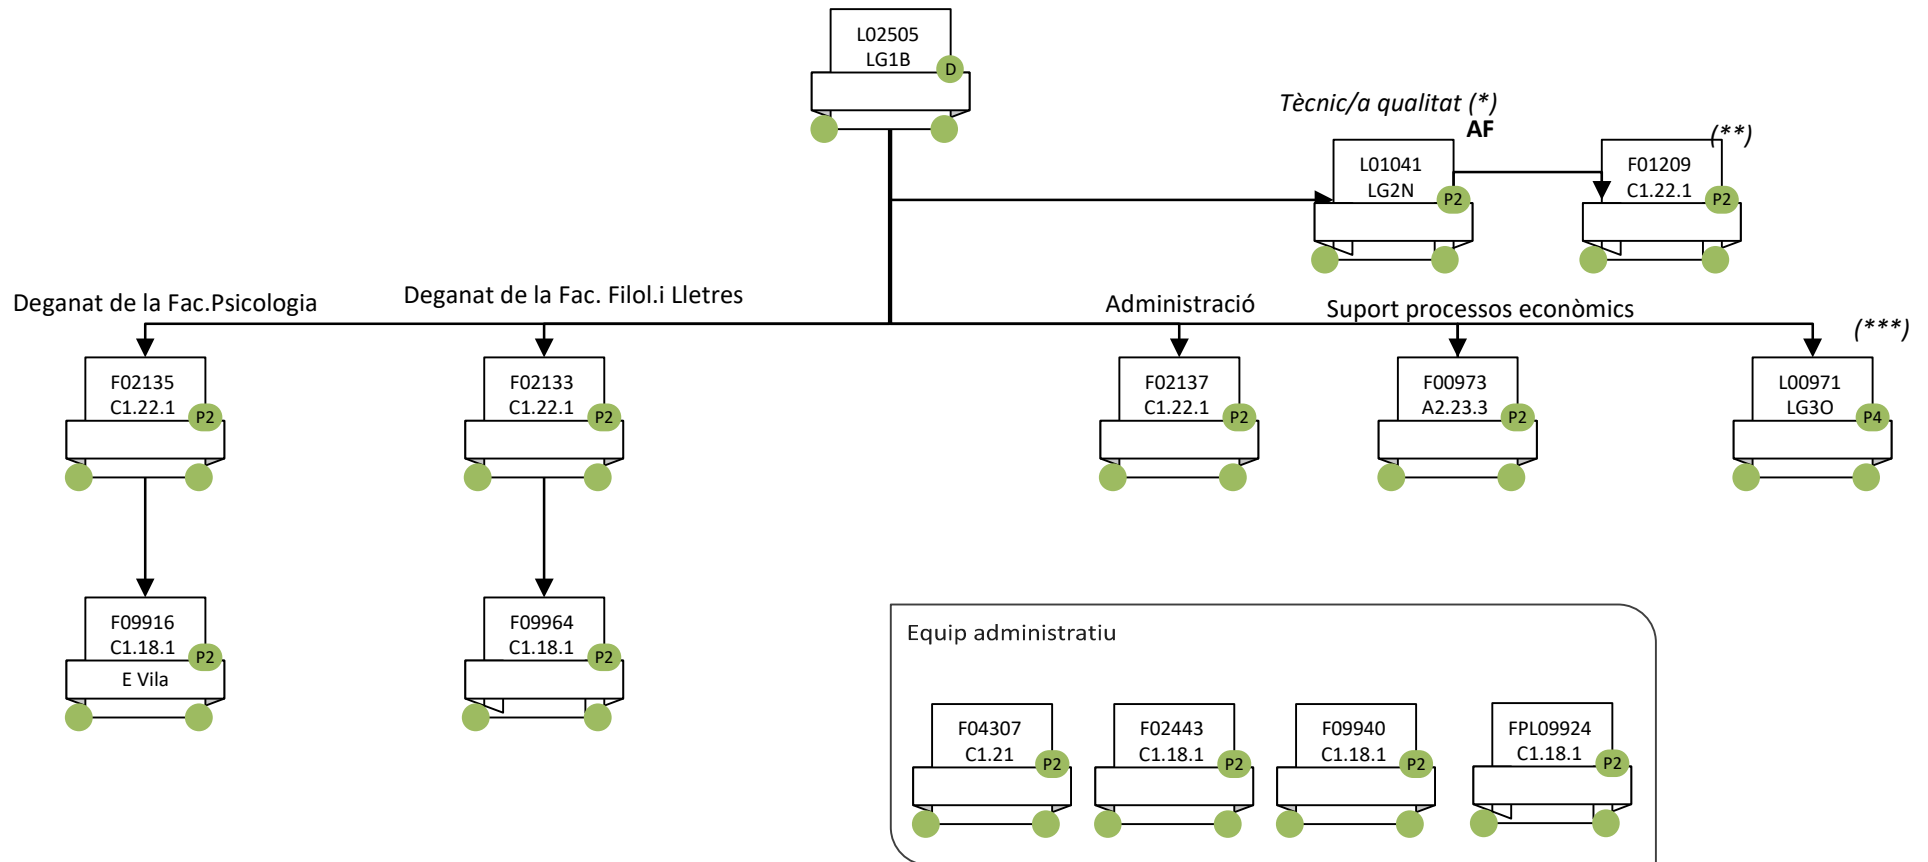 L02505
LG1B
D
Tècnic/a qualitat (*)
AF
L01041
LG2N
P2
(**)
F01209
C1.22.1
P2
Deganat de la Fac.Psicologia
Deganat de la Fac. Filol.i Lletres
Administració
Suport processos econòmics
(***)
F02135
C1.22.1
P2
F02133
C1.22.1
P2
F02137
C1.22.1
P2
F00973
A2.23.3
P2
L00971
LG3O
P4
F09916
C1.18.1
P2
E Vila
F09964
C1.18.1
P2
Equip administratiu
F04307
C1.21
P2
F02443
C1.18.1
P2
F09940
C1.18.1
P2
FPL09924
C1.18.1
P2